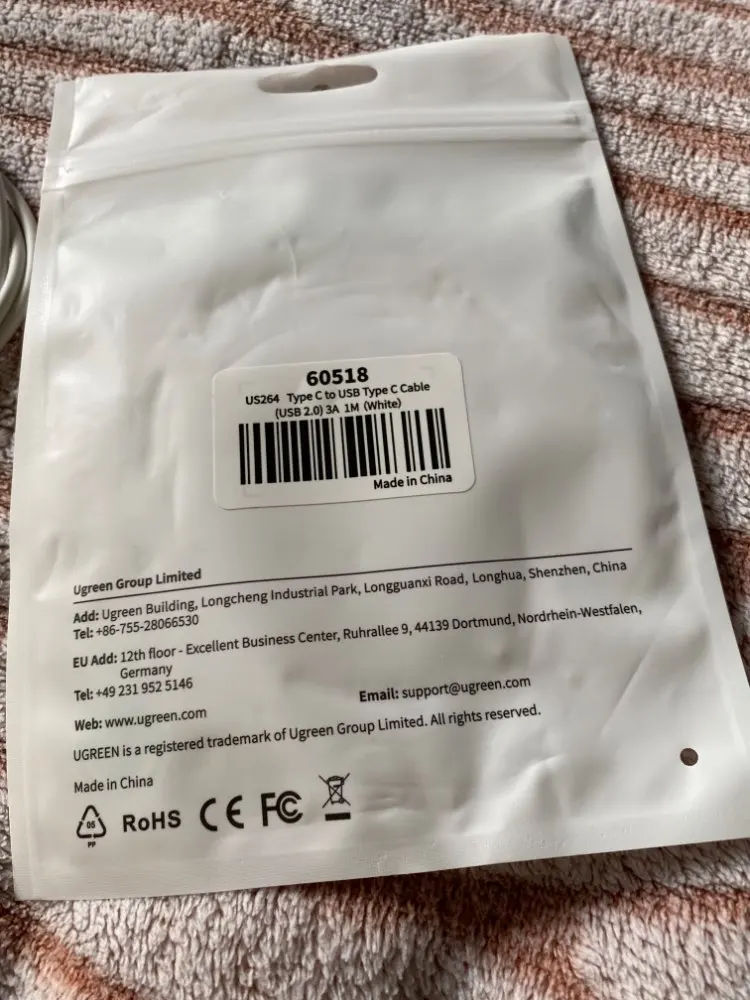 60518
US264 Type C to USB Type C Cable
(USB 2.0) 3A 1M (White)
Made in China
Ugreen Group Limited
Add: Ugreen Building, Longcheng Industrial Park, Longguanxi Road, Longhua, Shenzhen, China
Tel: +86-755-28066530
EU Add: 12th floor - Excellent Business Center, Ruhrallee 9, 44139 Dortmund, Nordrhein-Westfalen,
Germany
Tel: +49 231 952 5146
Email: support@ugreen.com
Web: www.ugreen.com
UGREEN is a registered trademark of Ugreen Group Limited. All rights reserved.
Made in China
05 RoHS CE FC
PP